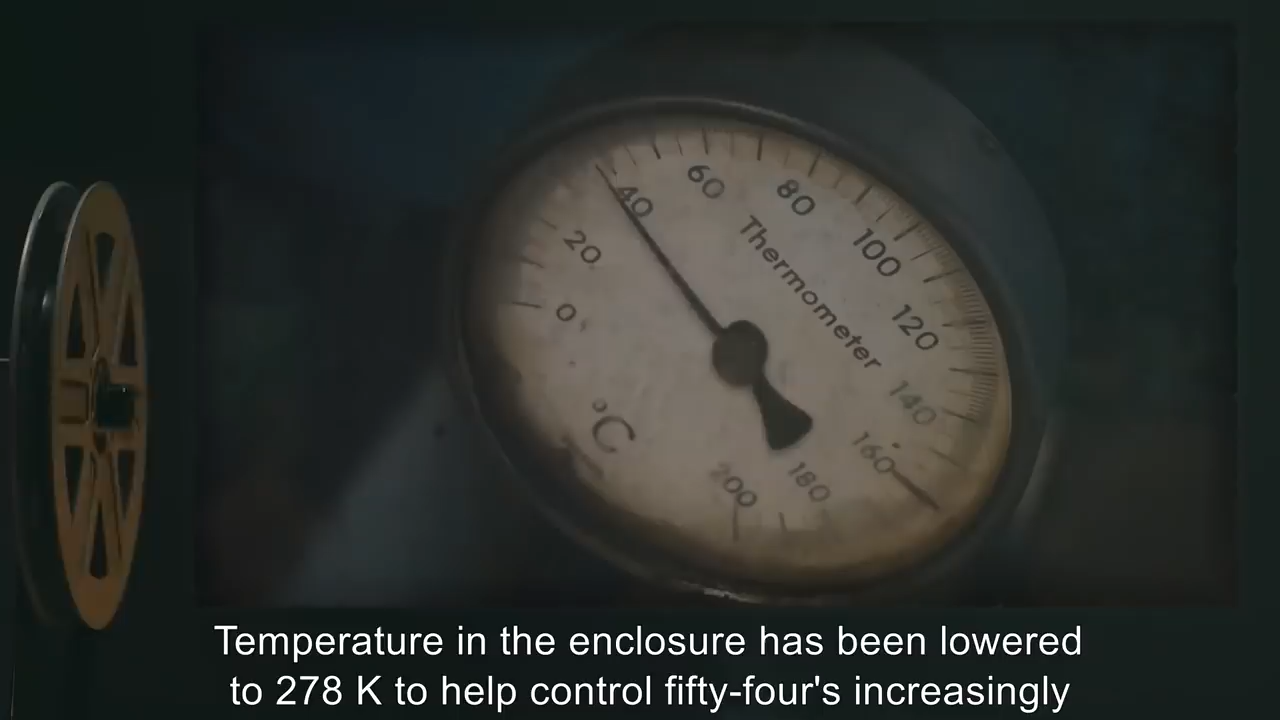 0
20
40
60
80
100
120
140
160
180
200
Thermometer
°C
Temperature in the enclosure has been lowered
to 278 K to help control fifty-four's increasingly